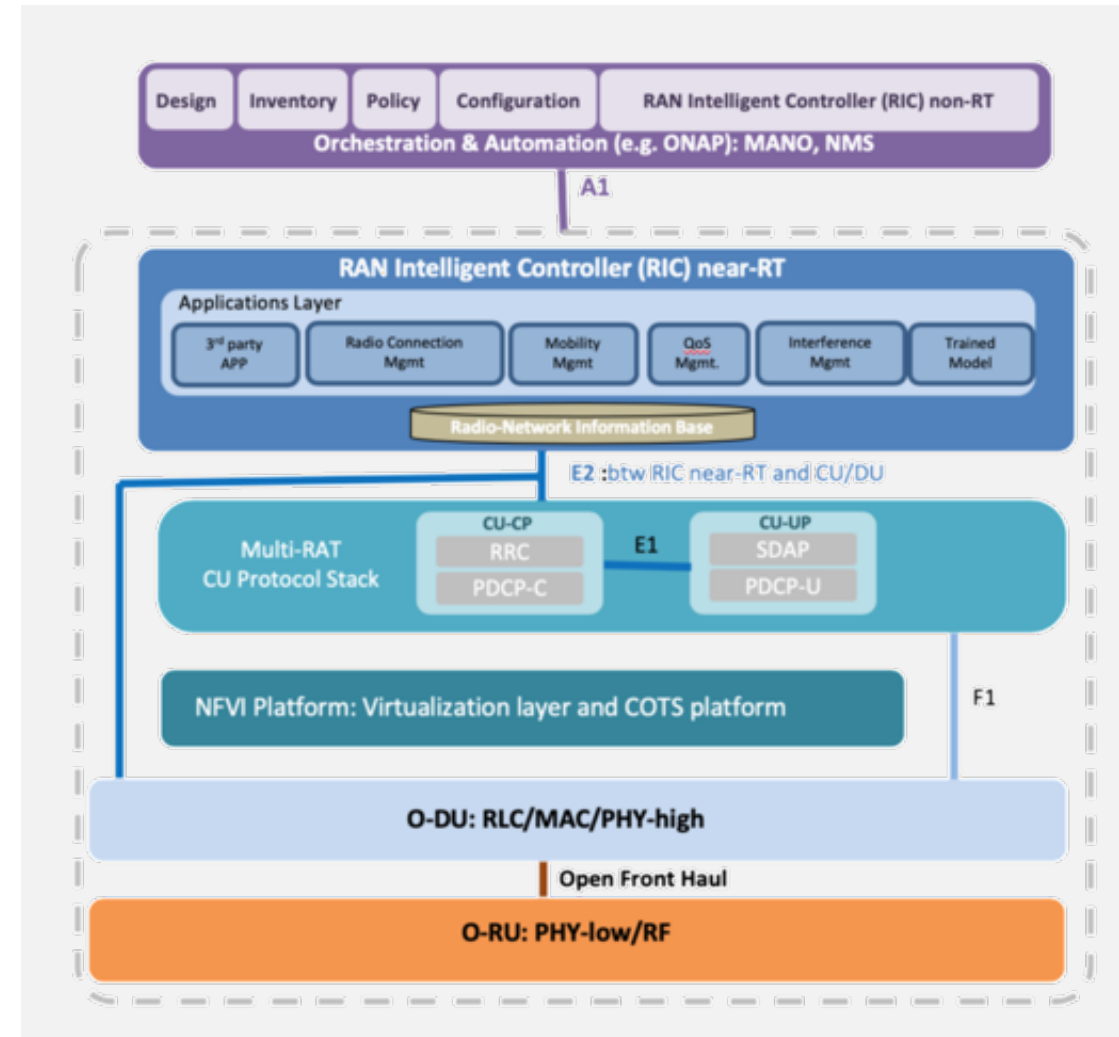 Design
Inventory
Policy
Configuration
RAN Intelligent Controller (RIC) non-RT
Orchestration & Automation (e.g. ONAP): MANO, NMS
A1
RAN Intelligent Controller (RIC) near-RT
Applications Layer
3rd party
APP
Radio Connection
Mgmt
Mobility
Mgmt
QoS
Mgmt.
Interference
Mgmt
Trained
Model
Radio-Network Information Base
E2 :btw RIC near-RT and CU/DU
Multi-RAT
CU Protocol Stack
CU-CP
RRC
PDCP-C
E1
CU-UP
SDAP
PDCP-U
NFVI Platform: Virtualization layer and COTS platform
F1
O-DU: RLC/MAC/PHY-high
Open Front Haul
O-RU: PHY-low/RF